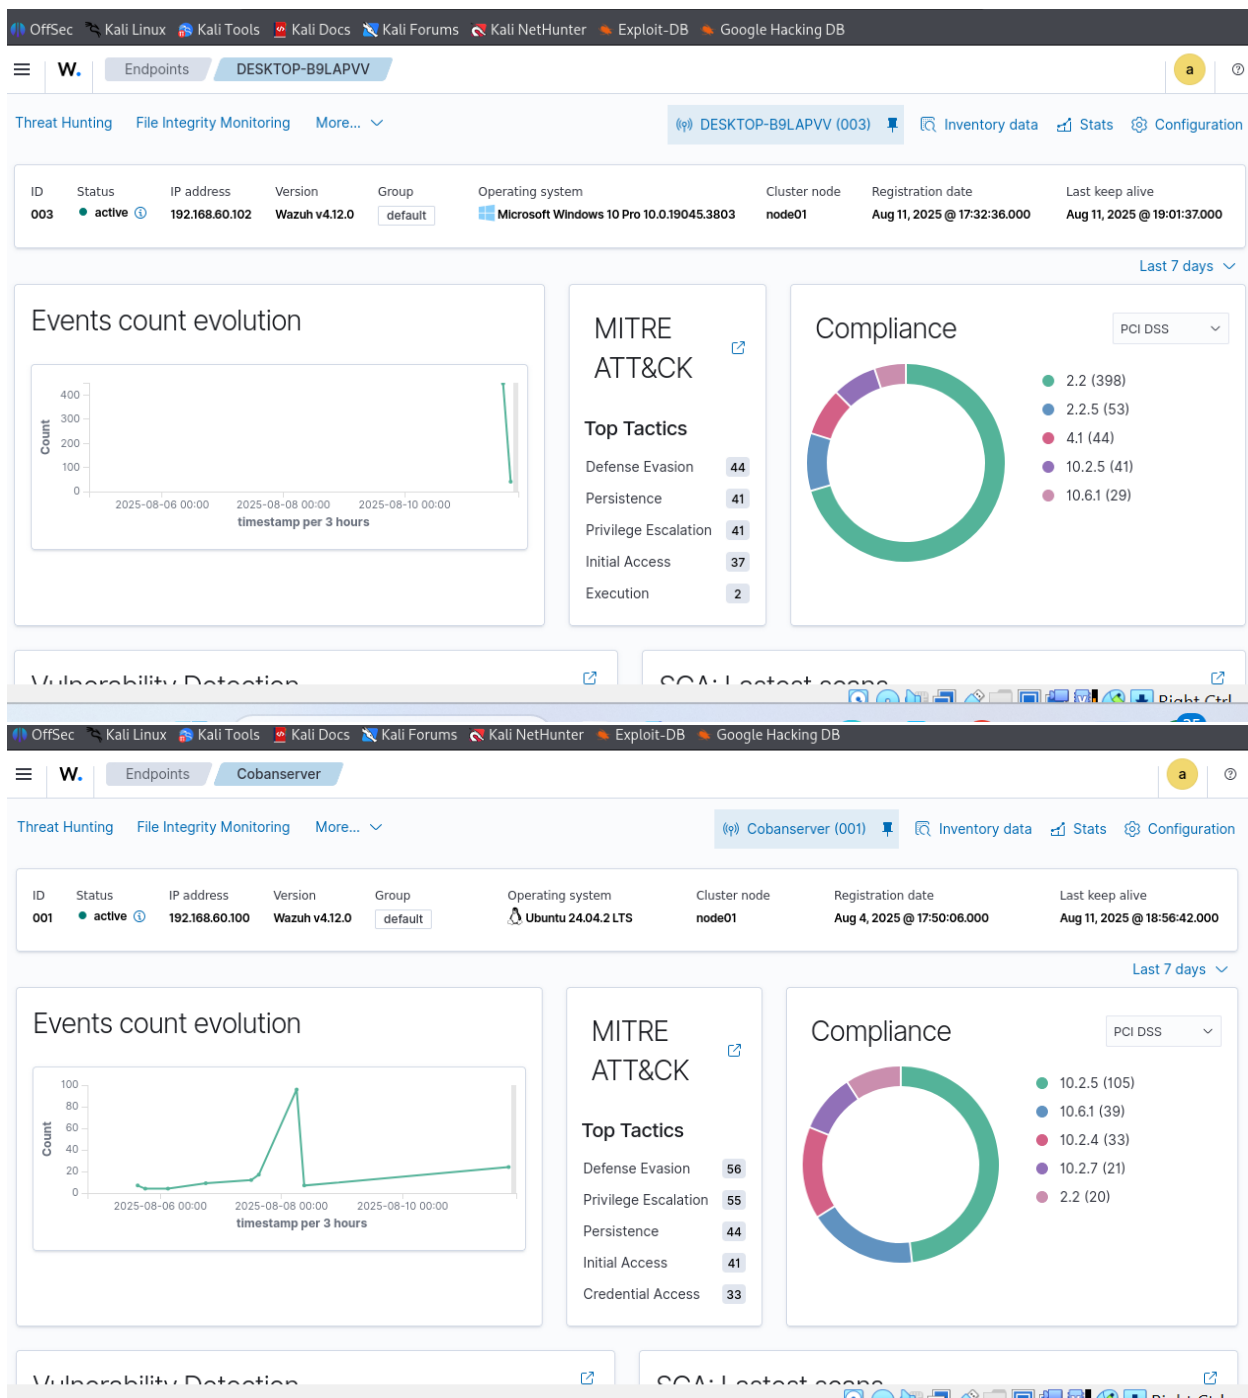 OffSec Kali Linux Kali Tools Kali Docs Kali Forums Kali NetHunter Exploit-DB Google Hacking DB
W. Endpoints DESKTOP-B9LAPVV a
Threat Hunting File Integrity Monitoring More... DESKTOP-B9LAPVV (003) Inventory data Stats Configuration
ID Status IP address Version Group Operating system Cluster node Registration date Last keep alive
003 active 192.168.60.102 Wazuh v4.12.0 default Microsoft Windows 10 Pro 10.0.19045.3803 node01 Aug 11, 2025 @ 17:32:36.000 Aug 11, 2025 @ 19:01:37.000
Last 7 days
Events count evolution
400
300
200
100
0
Count
2025-08-06 00:00 2025-08-08 00:00 2025-08-10 00:00
timestamp per 3 hours
MITRE
ATT&CK
Top Tactics
Defense Evasion 44
Persistence 41
Privilege Escalation 41
Initial Access 37
Execution 2
Compliance
PCI DSS
2.2 (398)
2.2.5 (53)
4.1 (44)
10.2.5 (41)
10.6.1 (29)
Vulnerability Detection SCA: Lastest scans
Right Ctrl
OffSec Kali Linux Kali Tools Kali Docs Kali Forums Kali NetHunter Exploit-DB Google Hacking DB
W. Endpoints Cobanserver a
Threat Hunting File Integrity Monitoring More... Cobanserver (001) Inventory data Stats Configuration
ID Status IP address Version Group Operating system Cluster node Registration date Last keep alive
001 active 192.168.60.100 Wazuh v4.12.0 default Ubuntu 24.04.2 LTS node01 Aug 4, 2025 @ 17:50:06.000 Aug 11, 2025 @ 18:56:42.000
Last 7 days
Events count evolution
100
80
60
40
20
0
Count
2025-08-06 00:00 2025-08-08 00:00 2025-08-10 00:00
timestamp per 3 hours
MITRE
ATT&CK
Top Tactics
Defense Evasion 56
Privilege Escalation 55
Persistence 44
Initial Access 41
Credential Access 33
Compliance
PCI DSS
10.2.5 (105)
10.6.1 (39)
10.2.4 (33)
10.2.7 (21)
2.2 (20)
Vulnerability Detection SCA: Lastest scans
Right Ctrl